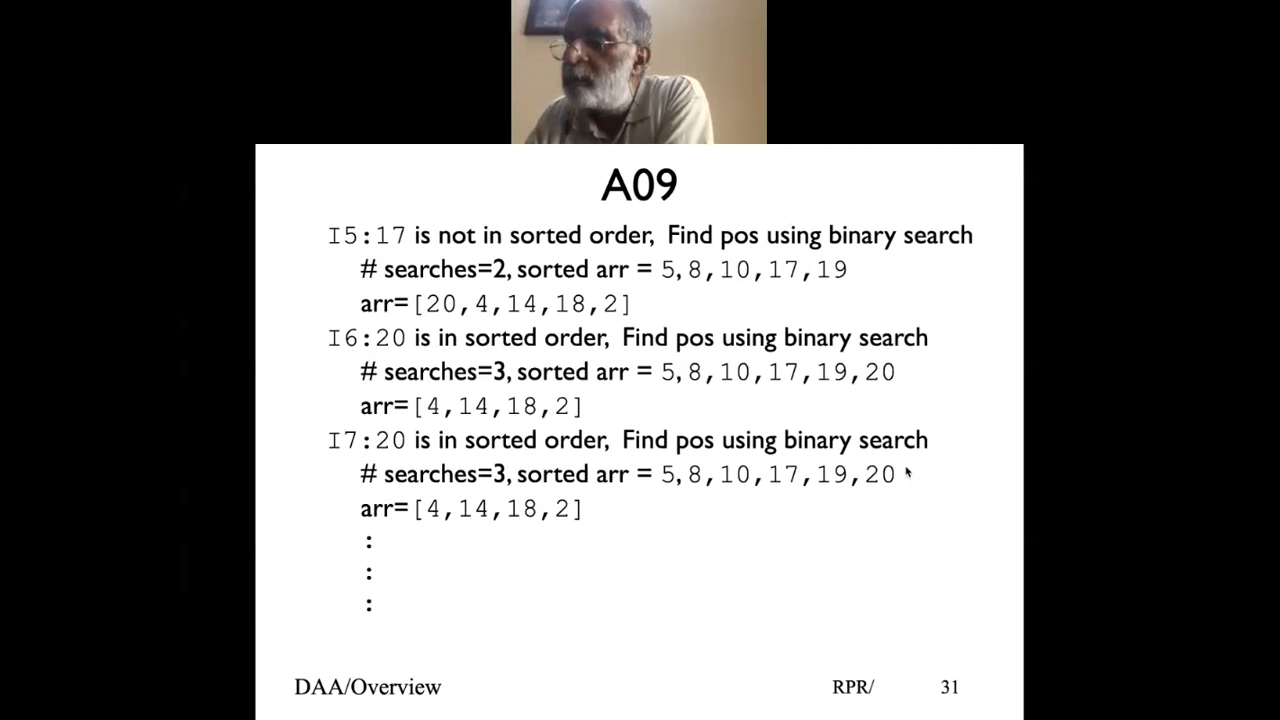 A09
I5:17 is not in sorted order, Find pos using binary search
# searches=2, sorted arr = 5,8,10,17,19
arr=[20,4,14,18,2]
I6:20 is in sorted order, Find pos using binary search
# searches=3, sorted arr = 5,8,10,17,19,20
arr=[4,14,18,2]
I7:20 is in sorted order, Find pos using binary search
# searches=3, sorted arr = 5,8,10,17,19,20
arr=[4,14,18,2]
:
:
:
DAA/Overview RPR/ 31